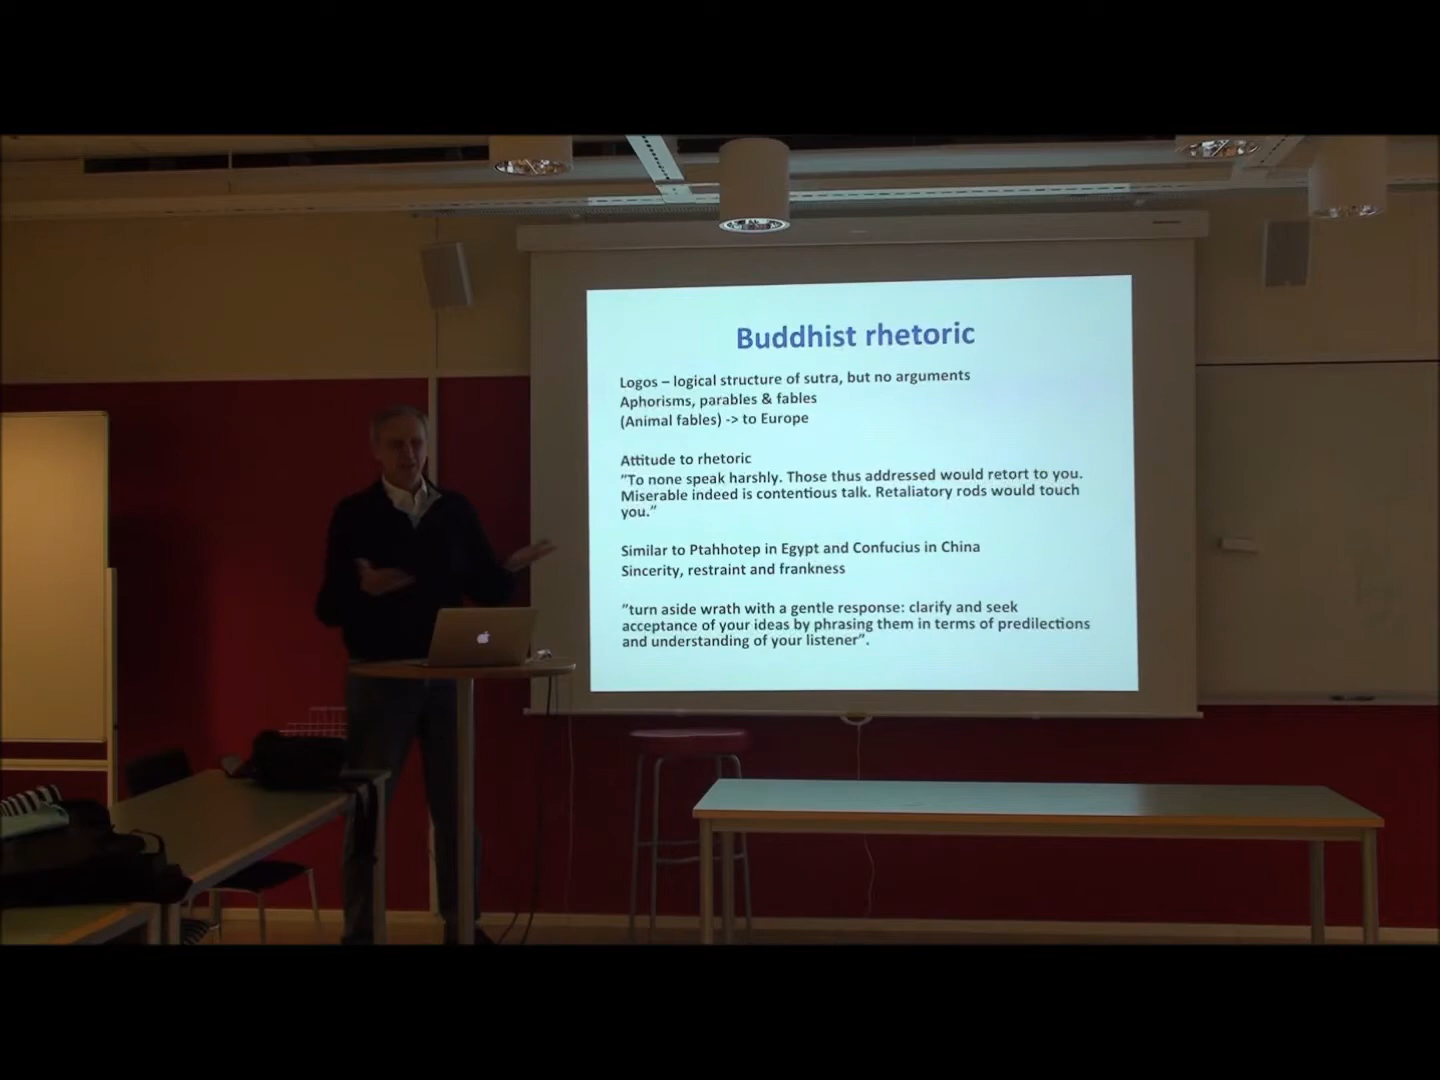 Buddhist rhetoric
Logos – logical structure of sutra, but no arguments
Aphorisms, parables & fables
(Animal fables) -> to Europe
Attitude to rhetoric
”To none speak harshly. Those thus addressed would retort to you.
Miserable indeed is contentious talk. Retaliatory rods would touch
you.”
Similar to Ptahhotep in Egypt and Confucius in China
Sincerity, restraint and frankness
”turn aside wrath with a gentle response: clarify and seek
acceptance of your ideas by phrasing them in terms of predilections
and understanding of your listener”.